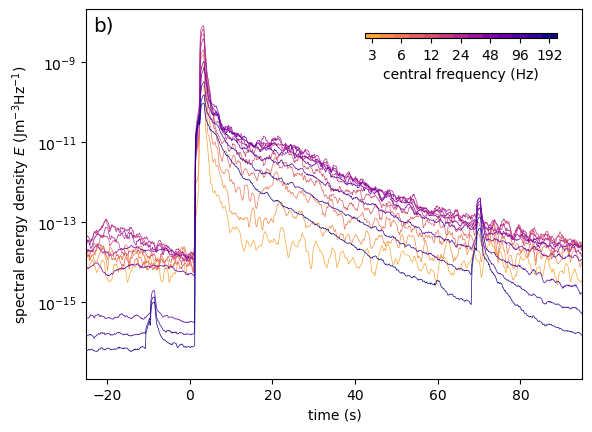 b)
3 6 12 24 48 96 192
central frequency (Hz)
spectral energy density E (Jm⁻³Hz⁻¹)
10⁻⁹
10⁻¹¹
10⁻¹³
10⁻¹⁵
−20 0 20 40 60 80
time (s)